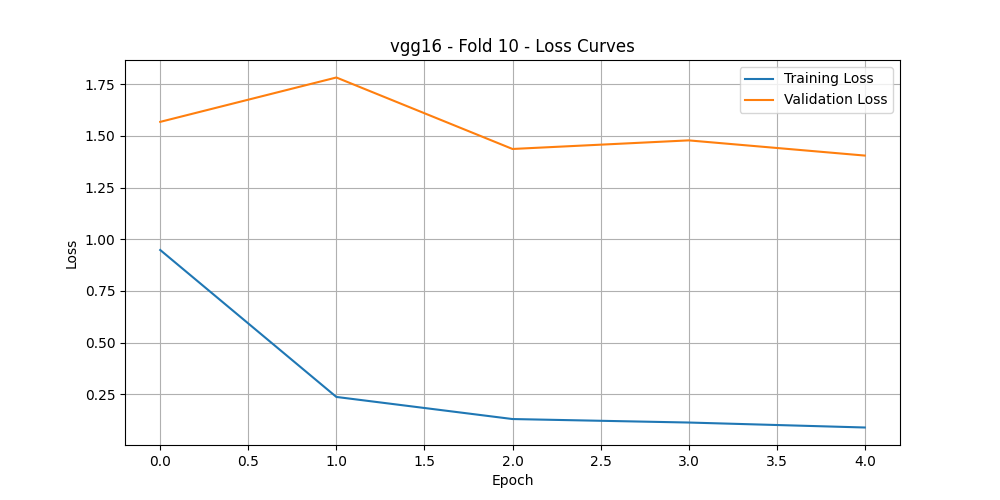 vgg16 - Fold 10 - Loss Curves
Training Loss
Validation Loss
Loss
1.75
1.50
1.25
1.00
0.75
0.50
0.25
0.0 0.5 1.0 1.5 2.0 2.5 3.0 3.5 4.0
Epoch